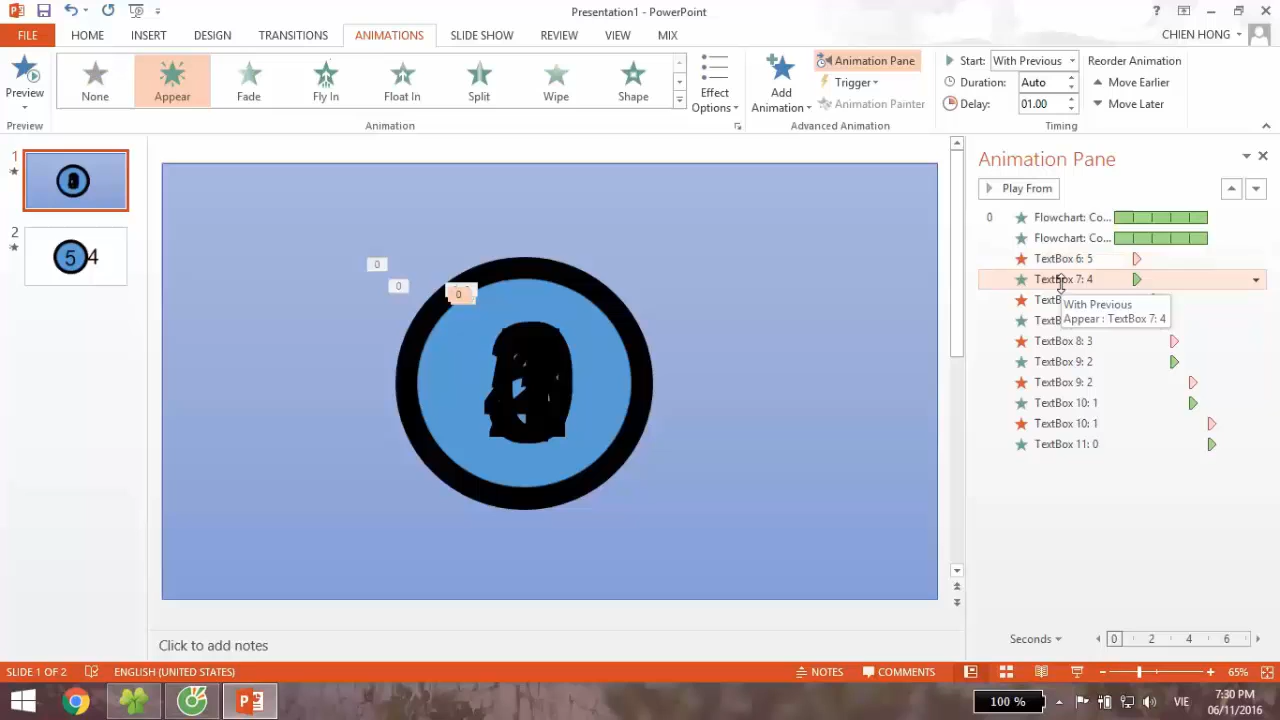 Presentation1 - PowerPoint
FILE HOME INSERT DESIGN TRANSITIONS ANIMATIONS SLIDE SHOW REVIEW VIEW MIX
CHIEN HONG
Preview
None
Appear
Fade
Fly In
Float In
Split
Wipe
Shape
Effect
Options
Add
Animation
Animation Pane
Trigger
Animation Painter
Start: With Previous
Duration: Auto
Delay: 01.00
Reorder Animation
Move Earlier
Move Later
Preview
Animation
Advanced Animation
Timing
1
2
5 4
0
0
0
Animation Pane
Play From
0 Flowchart: Co...
Flowchart: Co...
TextBox 6: 5
TextBox 7: 4
With Previous
Appear : TextBox 7: 4
TextBox 8: 3
TextBox 9: 2
TextBox 9: 2
TextBox 10: 1
TextBox 10: 1
TextBox 11: 0
Seconds 0 2 4 6
Click to add notes
SLIDE 1 OF 2 ENGLISH (UNITED STATES) NOTES COMMENTS 65%
100 %
VIE
7:30 PM
06/11/2016